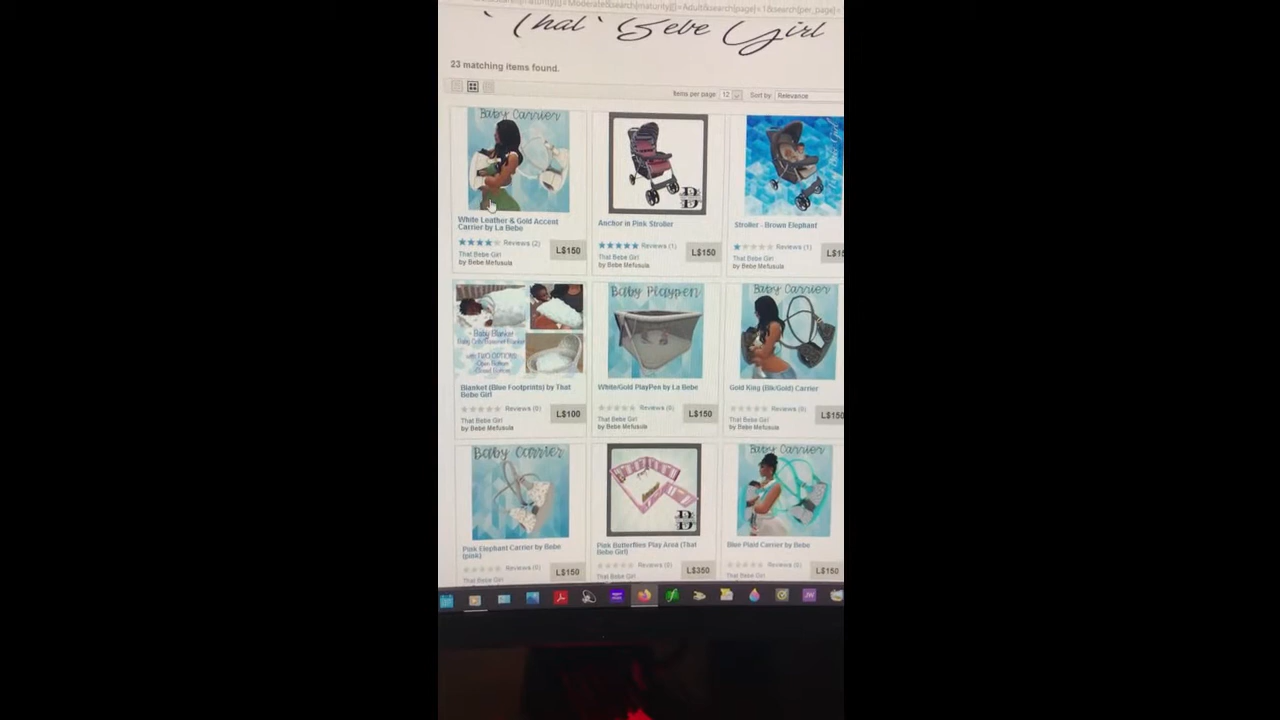 `That` Bebe Girl
23 matching items found.
Items per page: 12 Sort by: Relevance
Baby Carrier
White Leather & Gold Accent
Carrier by La Bebe
Reviews (2)
L$150
That Bebe Girl
by Bebe Mefusula
Anchor in Pink Stroller
Reviews (1)
L$150
That Bebe Girl
by Bebe Mefusula
Stroller - Brown Elephant
Reviews (1)
That Bebe Girl
by Bebe Mefusula
Baby Blanket
with TWO OPTIONS
Blanket (Blue Footprints) by That
Bebe Girl
Reviews (0)
L$100
That Bebe Girl
by Bebe Mefusula
Baby Playpen
White/Gold PlayPen by La Bebe
Reviews (0)
L$150
That Bebe Girl
by Bebe Mefusula
Baby Carrier
Gold King (Blk/Gold) Carrier
Reviews (0)
L$150
That Bebe Girl
by Bebe Mefusula
Baby Carrier
Pink Elephant Carrier by Bebe
(pink)
Reviews (0)
L$150
That Bebe Girl
Pink Butterflies Play Area (That
Bebe Girl)
Reviews (0)
L$350
That Bebe Girl
Baby Carrier
Blue Plaid Carrier by Bebe
Reviews (0)
L$150
That Bebe Girl
JW